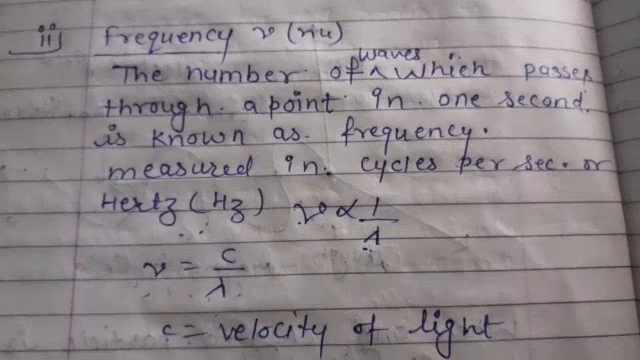 ii) Frequency ν (niu)
The number of waves which passes
through a point in one second.
is known as frequency.
measured in cycles per sec. or
Hertz (Hz) ν ∝ 1/λ
ν = c/λ
c = velocity of light